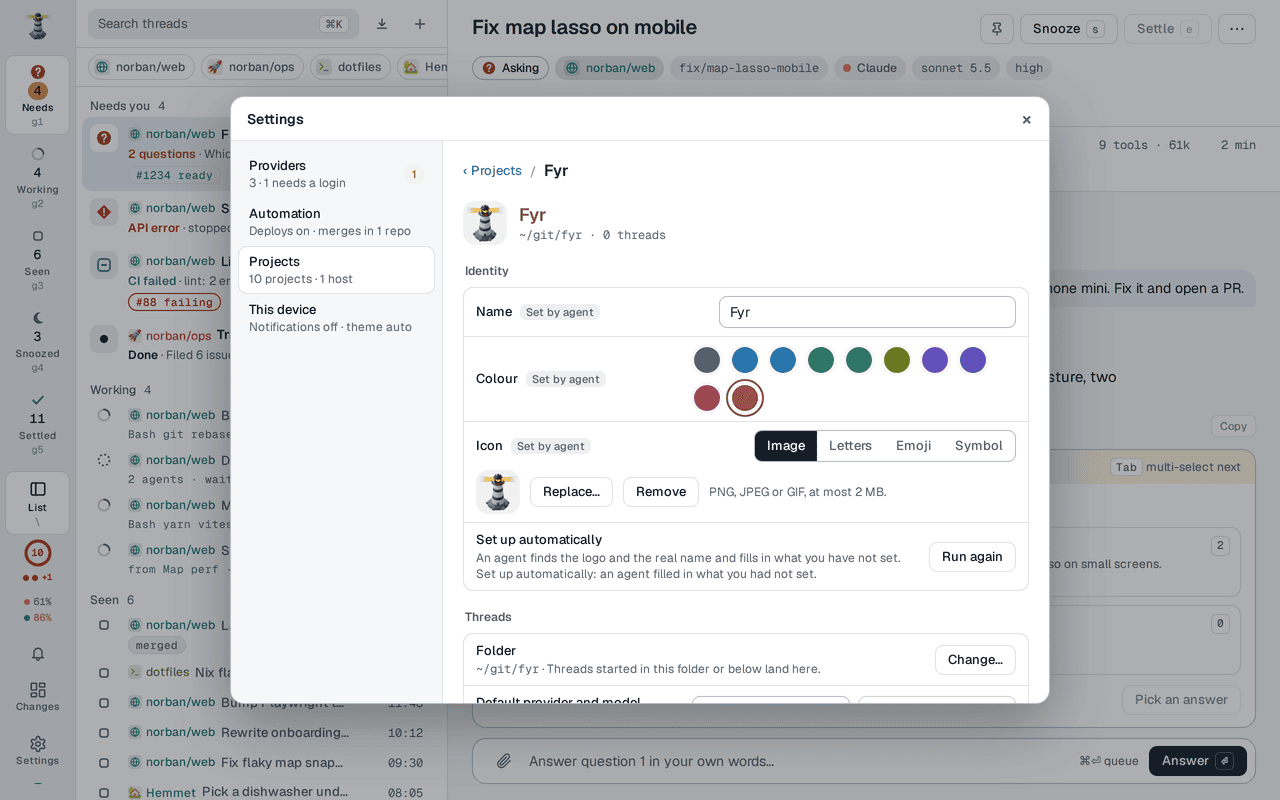 Search threads ⌘K
Fix map lasso on mobile
Snooze s
Settle e
norban/web
norban/ops
dotfiles
Hem
Asking
norban/web
fix/map-lasso-mobile
Claude
sonnet 5.5
high
4
Needs
g1
4
Working
g2
6
Seen
g3
3
Snoozed
g4
11
Settled
g5
List
\
10
+1
61%
86%
Changes
Settings
Needs you 4
norban/web F
2 questions · Whic
#1234 ready
norban/web S
API error · stopped
norban/web Li
CI failed · lint: 2 er
#88 failing
norban/ops Tr
Done · Filed 6 issue
Working 4
norban/web B
Bash git rebase
norban/web D
2 agents · wait
norban/web M
Bash yarn vites
norban/web S
from Map perf ·
Seen 6
norban/web L
merged
dotfiles Nix fla
norban/web
norban/web Rewrite onboarding… 10:12
norban/web Fix flaky map snap… 09:30
Hemmet Pick a dishwasher und… 08:05
9 tools · 61k 2 min
one mini. Fix it and open a PR.
sture, two
Copy
Tab multi-select next
2
so on small screens.
0
Pick an answer
Answer question 1 in your own words…
⌘⏎ queue
Answer ⏎
Settings
×
Providers
3 · 1 needs a login
1
Automation
Deploys on · merges in 1 repo
Projects
10 projects · 1 host
This device
Notifications off · theme auto
‹ Projects / Fyr
Fyr
~/git/fyr · 0 threads
Identity
Name Set by agent
Fyr
Colour Set by agent
Icon Set by agent
Image Letters Emoji Symbol
Replace… Remove PNG, JPEG or GIF, at most 2 MB.
Set up automatically
An agent finds the logo and the real name and fills in what you have not set.
Set up automatically: an agent filled in what you had not set.
Run again
Threads
Folder
~/git/fyr · Threads started in this folder or below land here.
Change…
Default provider and model